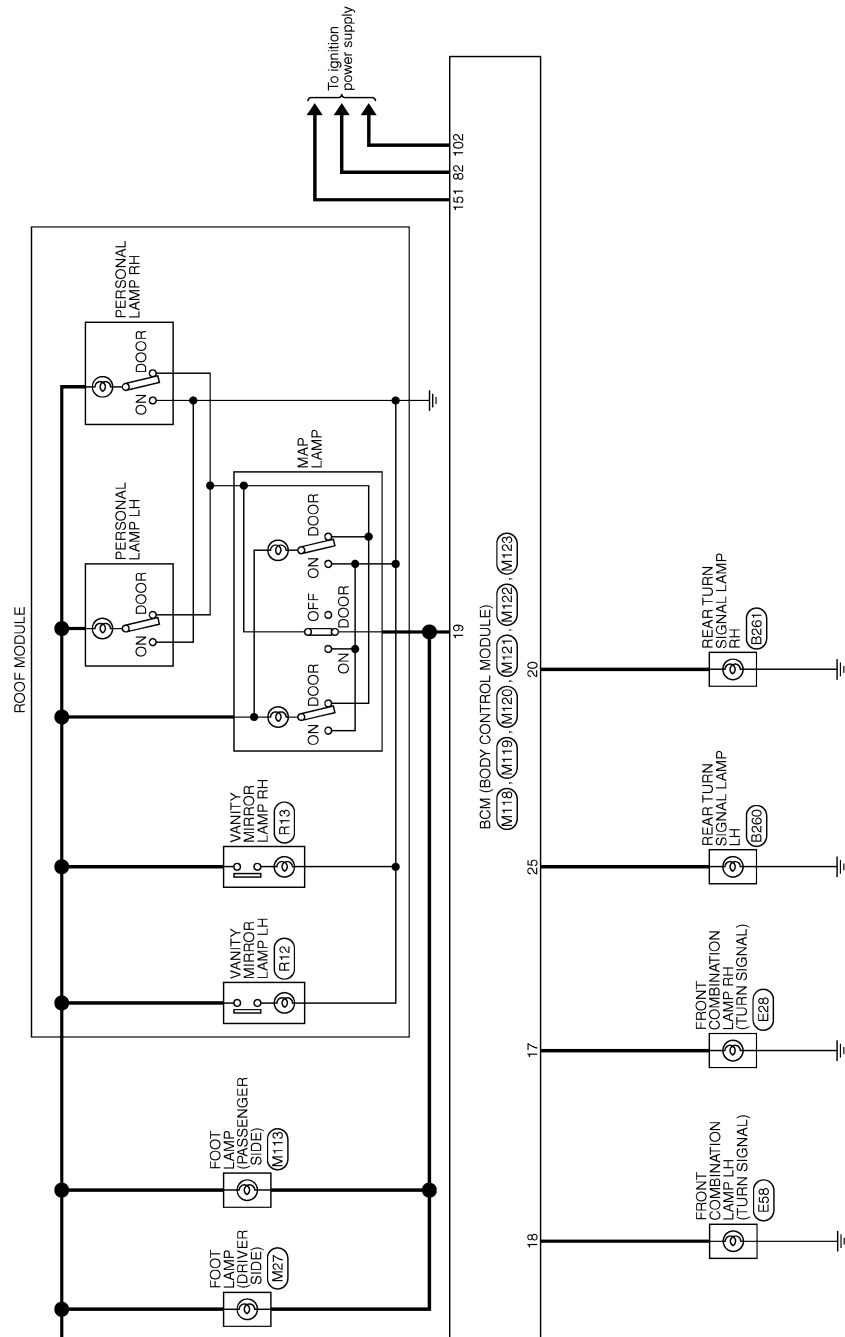 To ignition
power supply
151
82
102
ROOF MODULE
PERSONAL
LAMP RH
ON
DOOR
PERSONAL
LAMP LH
ON
DOOR
MAP
LAMP
ON
DOOR
ON
DOOR
OFF
ON
DOOR
VANITY
MIRROR
LAMP RH
R13
VANITY
MIRROR
LAMP LH
R12
FOOT
LAMP
(PASSENGER
SIDE)
M113
FOOT
LAMP
(DRIVER
SIDE)
M27
19
BCM (BODY CONTROL MODULE)
M118 , M119 , M120 , M121 , M122 , M123
20
REAR TURN
SIGNAL LAMP
RH
B261
25
REAR TURN
SIGNAL LAMP
LH
B260
17
FRONT
COMBINATION
LAMP RH
(TURN SIGNAL)
E28
18
FRONT
COMBINATION
LAMP LH
(TURN SIGNAL)
E58